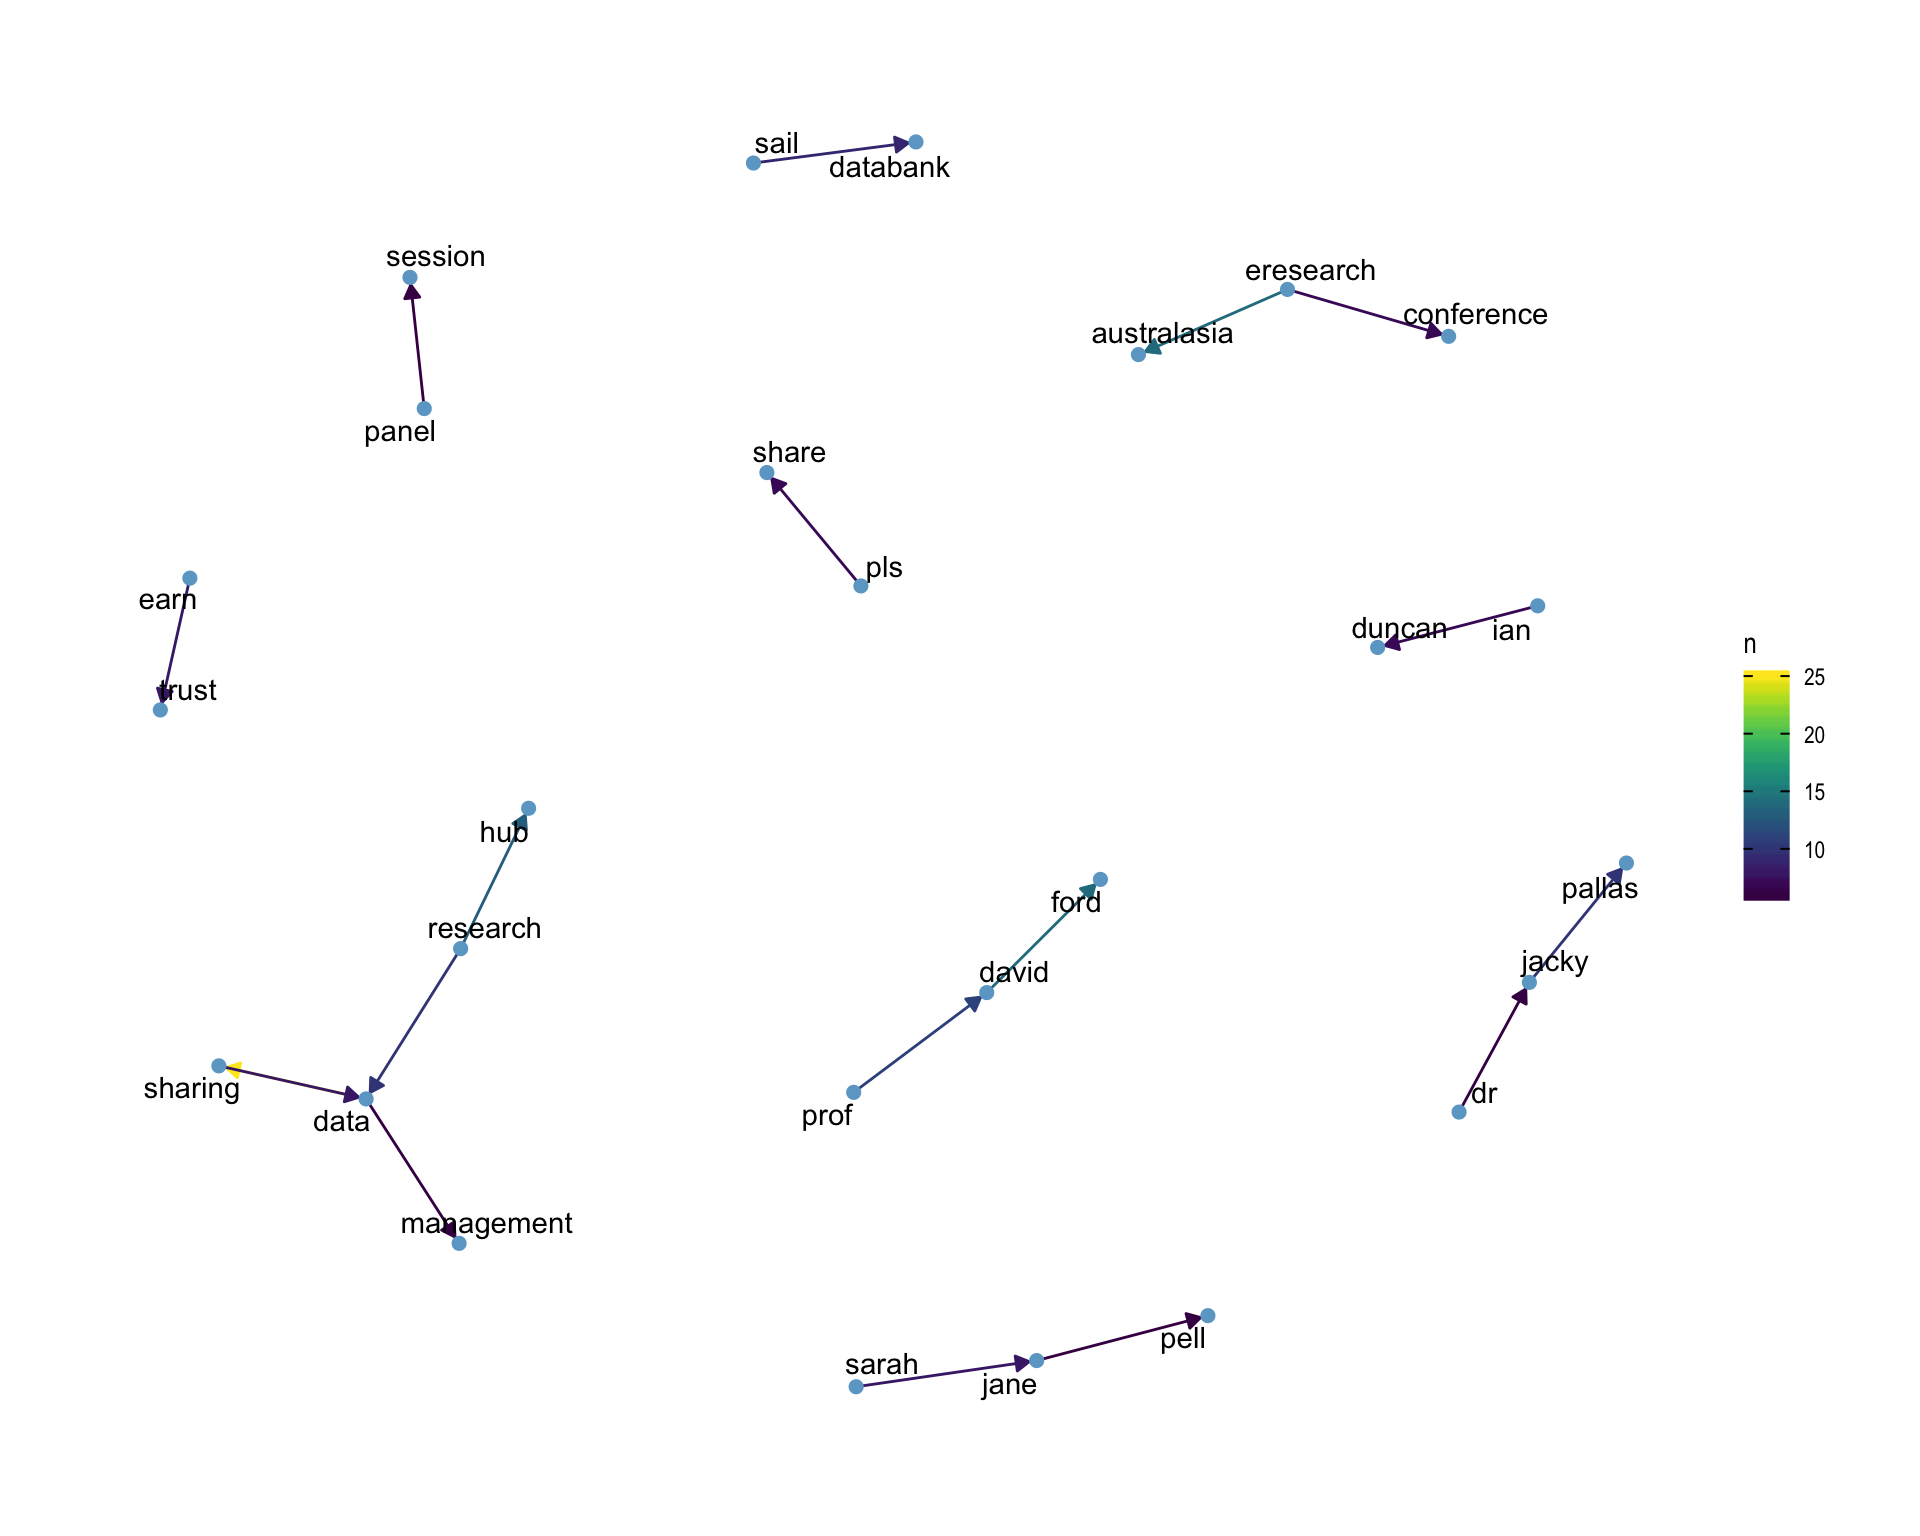 sail
databank
session
eresearch
conference
australasia
panel
share
pls
earn
duncan
ian
trust
n
25
20
15
10
hub
ford
pallas
research
david
jacky
sharing
data
prof
dr
management
pell
sarah
jane